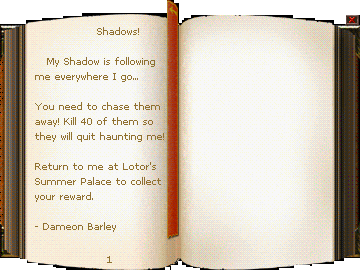 Shadows!
My Shadow is following
me everywhere I go...
You need to chase them
away! Kill 40 of them so
they will quit haunting me!
Return to me at Lotor's
Summer Palace to collect
your reward.
- Dameon Barley
1